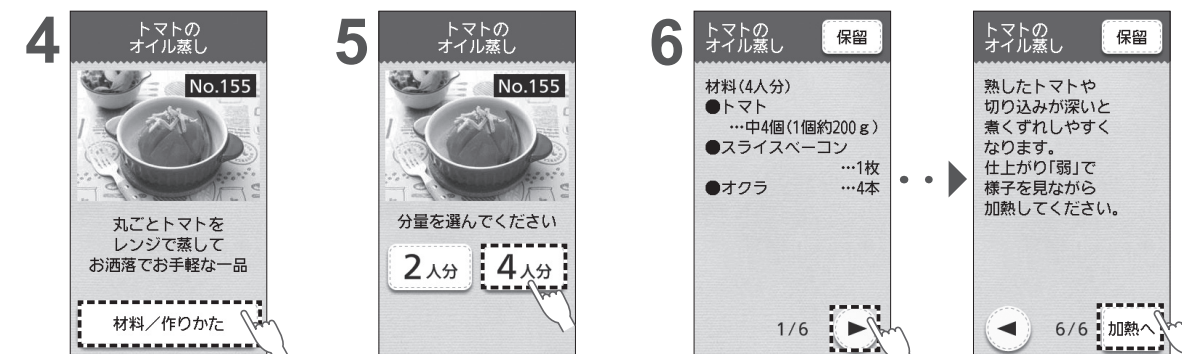 4
トマトの
オイル蒸し
No.155
丸ごとトマトを
レンジで蒸して
お洒落でお手軽な一品
材料／作りかた
5
トマトの
オイル蒸し
No.155
分量を選んでください
2人分 4人分
6
トマトの
オイル蒸し
保留
材料(4人分)
●トマト
…中4個(1個約200ｇ)
●スライスベーコン
…1枚
●オクラ …4本
1/6
トマトの
オイル蒸し
保留
熟したトマトや
切り込みが深いと
煮くずれしやすく
なります。
仕上がり｢弱｣で
様子を見ながら
加熱してください。
6/6 加熱へ